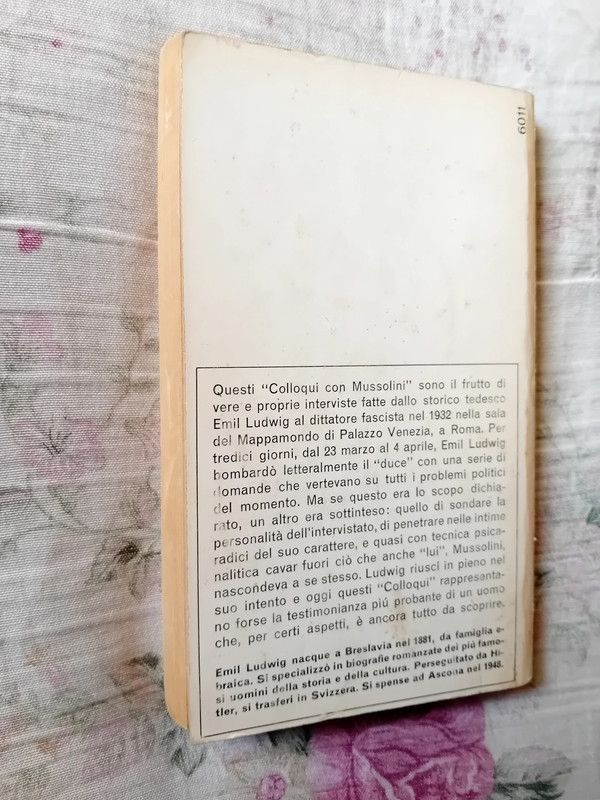 6011
Questi "Colloqui con Mussolini" sono il frutto di
vere e proprie interviste fatte dallo storico tedesco
Emil Ludwig al dittatore fascista nel 1932 nella sala
del Mappamondo di Palazzo Venezia, a Roma. Per
tredici giorni, dal 23 marzo al 4 aprile, Emil Ludwig
bombardò letteralmente il "duce" con una serie di
domande che vertevano su tutti i problemi politici
del momento. Ma se questo era lo scopo dichia-
rato, un altro era sottinteso: quello di sondare la
personalità dell'intervistato, di penetrare nelle intime
radici del suo carattere, e quasi con tecnica psica-
nalitica cavar fuori ciò che anche "lui", Mussolini,
nascondeva a se stesso. Ludwig riuscì in pieno nel
suo intento e oggi questi "Colloqui" rappresenta-
no forse la testimonianza piú probante di un uomo
che, per certi aspetti, è ancora tutto da scoprire.
Emil Ludwig nacque a Breslavia nel 1881, da famiglia e-
braica. Si specializzò in biografie romanzate dei più famo-
si uomini della storia e della cultura. Perseguitato da Hi-
tler, si trasferì in Svizzera. Si spense ad Ascona nel 1948.